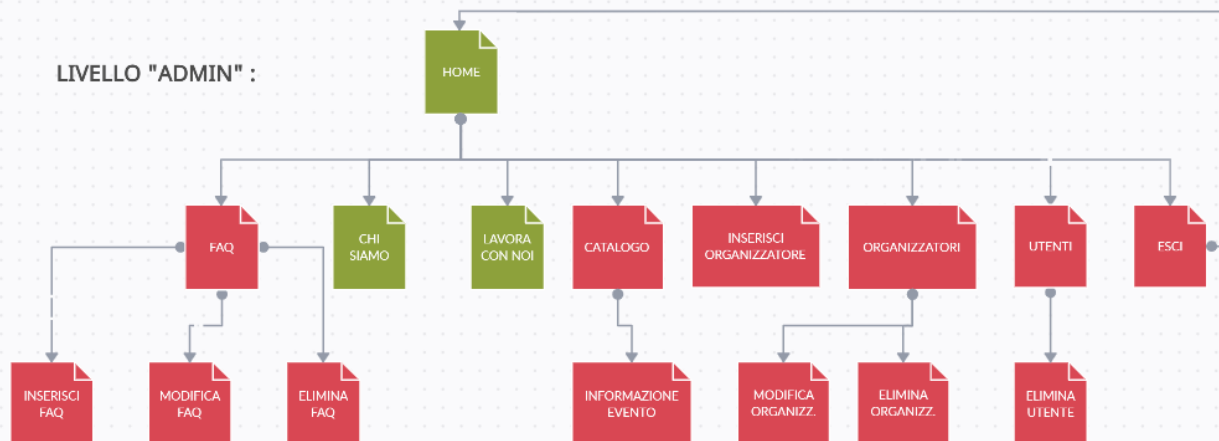 HOME
LIVELLO "ADMIN" :
FAQ
CHI
SIAMO
LAVORA
CON NOI
CATALOGO
INSERISCI
ORGANIZZATORE
ORGANIZZATORI
UTENTI
ESCI
INSERISCI
FAQ
MODIFICA
FAQ
ELIMINA
FAQ
INFORMAZIONE
EVENTO
MODIFICA
ORGANIZZ.
ELIMINA
ORGANIZZ.
ELIMINA
UTENTE